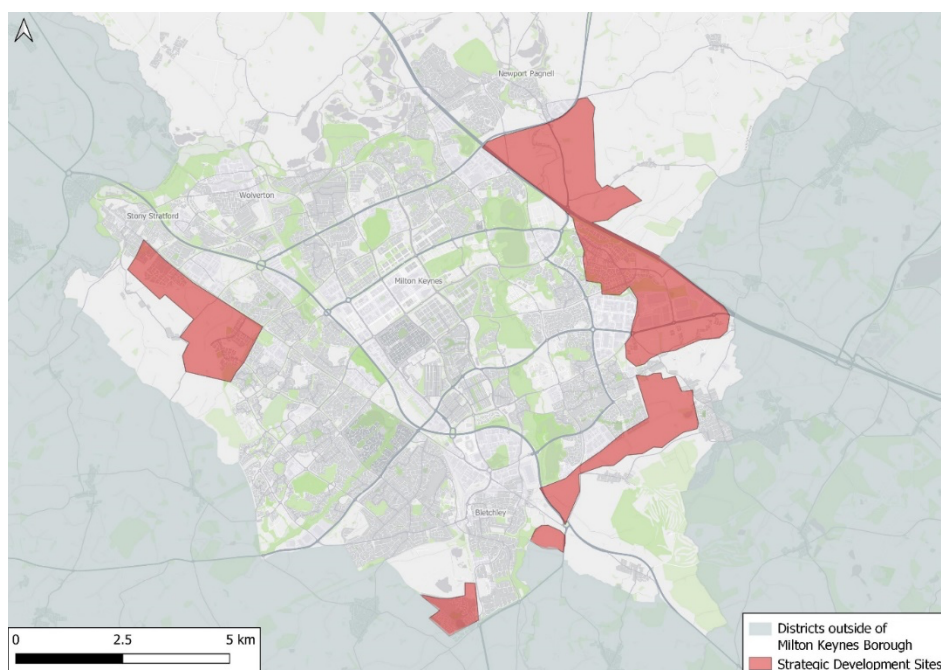 Newport Pagnell
Wolverton
Stony Stratford
Milton Keynes
Bletchley
0 2.5 5 km
Districts outside of
Milton Keynes Borough
Strategic Development Sites